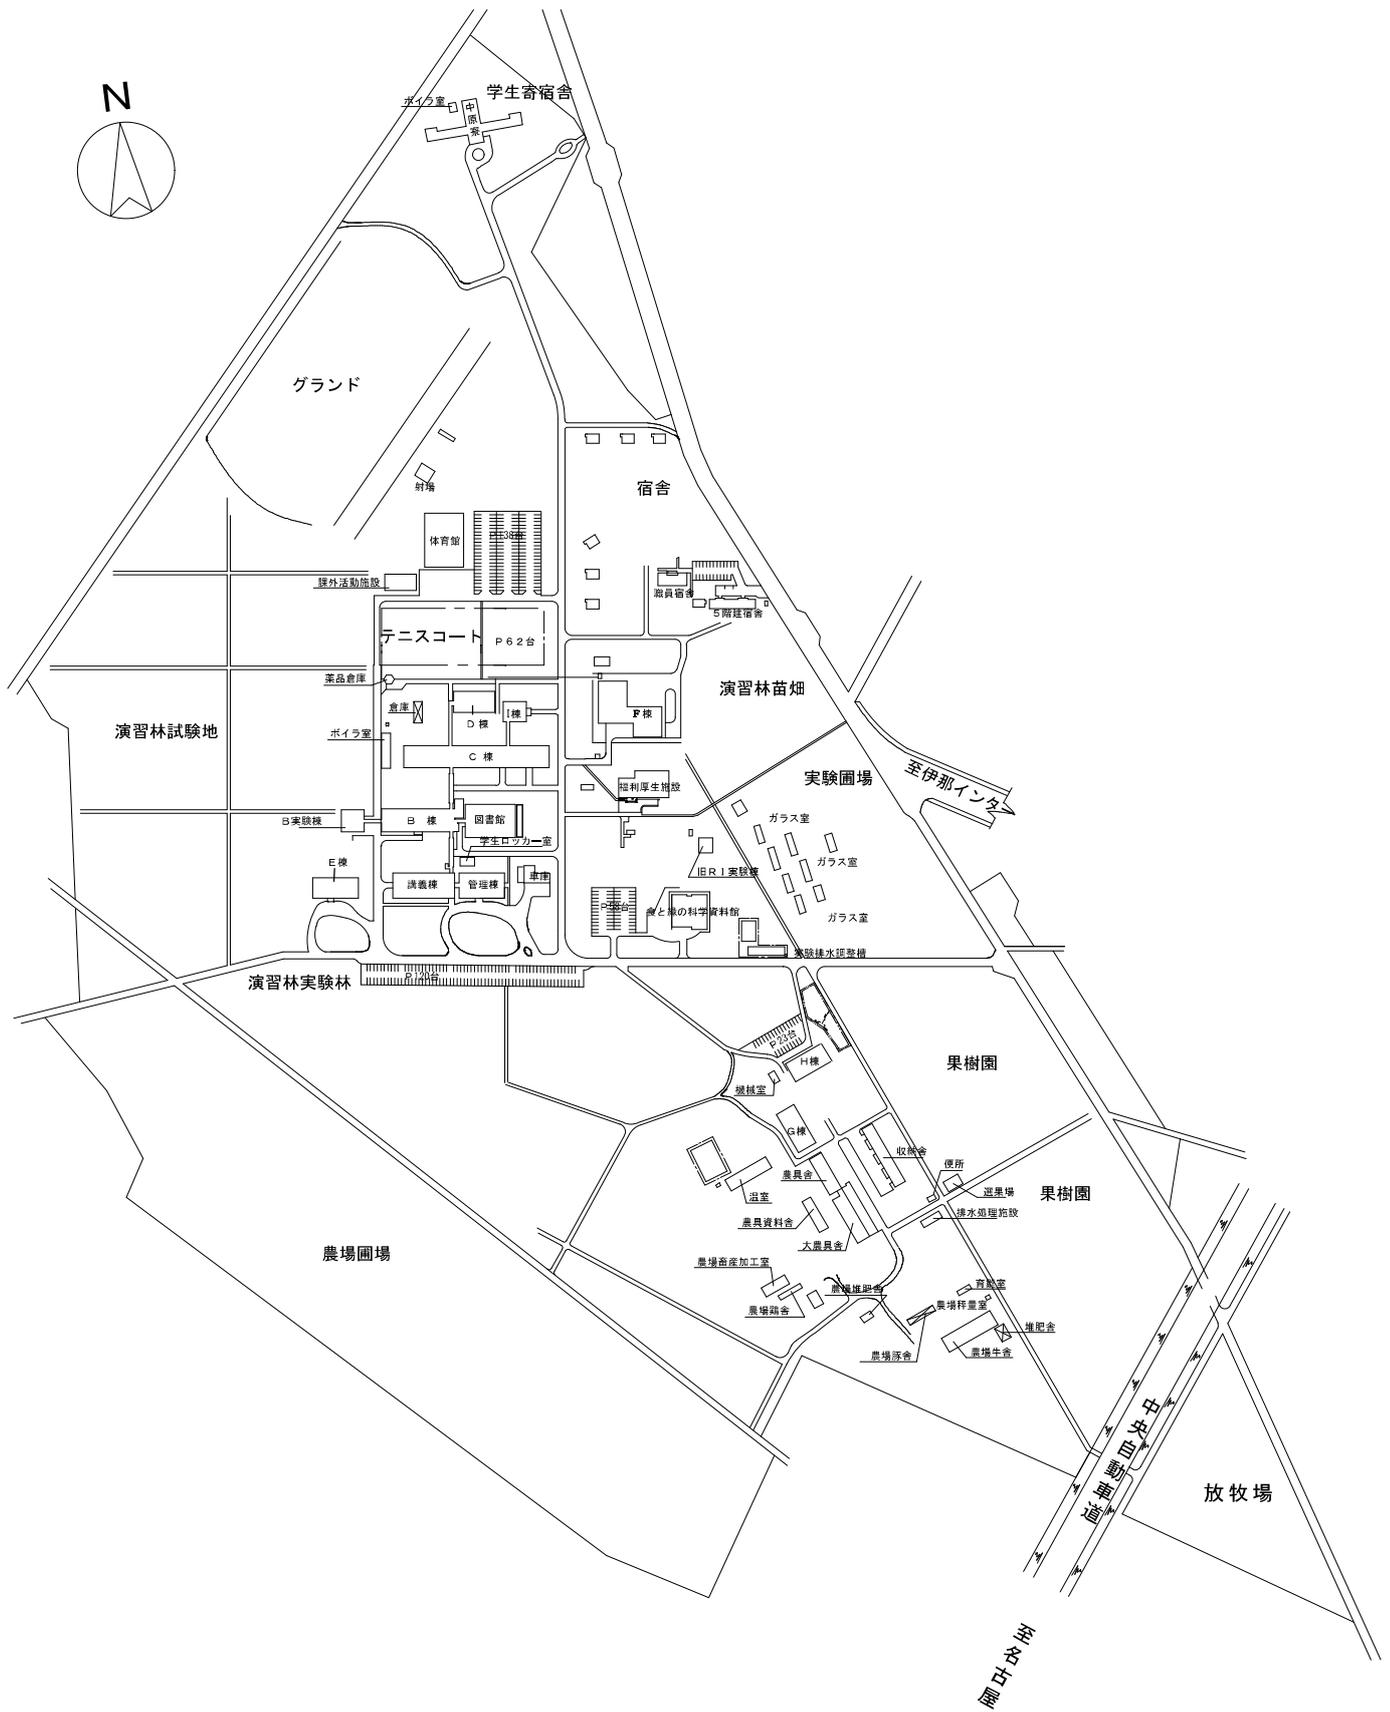 N
学生寄宿舎
ボイラ室
中原寮
グランド
射場
宿舎
体育館
P138台
課外活動施設
職員宿舎
5階建宿舎
テニスコート
P62台
薬品倉庫
演習林苗畑
倉庫
D棟
I棟
F棟
演習林試験地
ボイラ室
C棟
至伊那インター
実験圃場
福利厚生施設
ガラス室
B実験棟
B棟
図書館
学生ロッカー室
E棟
ガラス室
旧RI実験棟
講義棟
管理棟
車庫
P58台
食と緑の科学資料館
ガラス室
実験排水調整槽
演習林実験林
P120台
P23台
H棟
果樹園
機械室
G棟
収納舎
便所
農具舎
温室
選果場
果樹園
農具資料舎
排水処理施設
大農具舎
農場圃場
農場畜産加工室
農場堆肥舎
育雛室
農場鶏舎
農場秤量室
堆肥舎
農場豚舎
農場牛舎
中央自動車道
放牧場
至名古屋